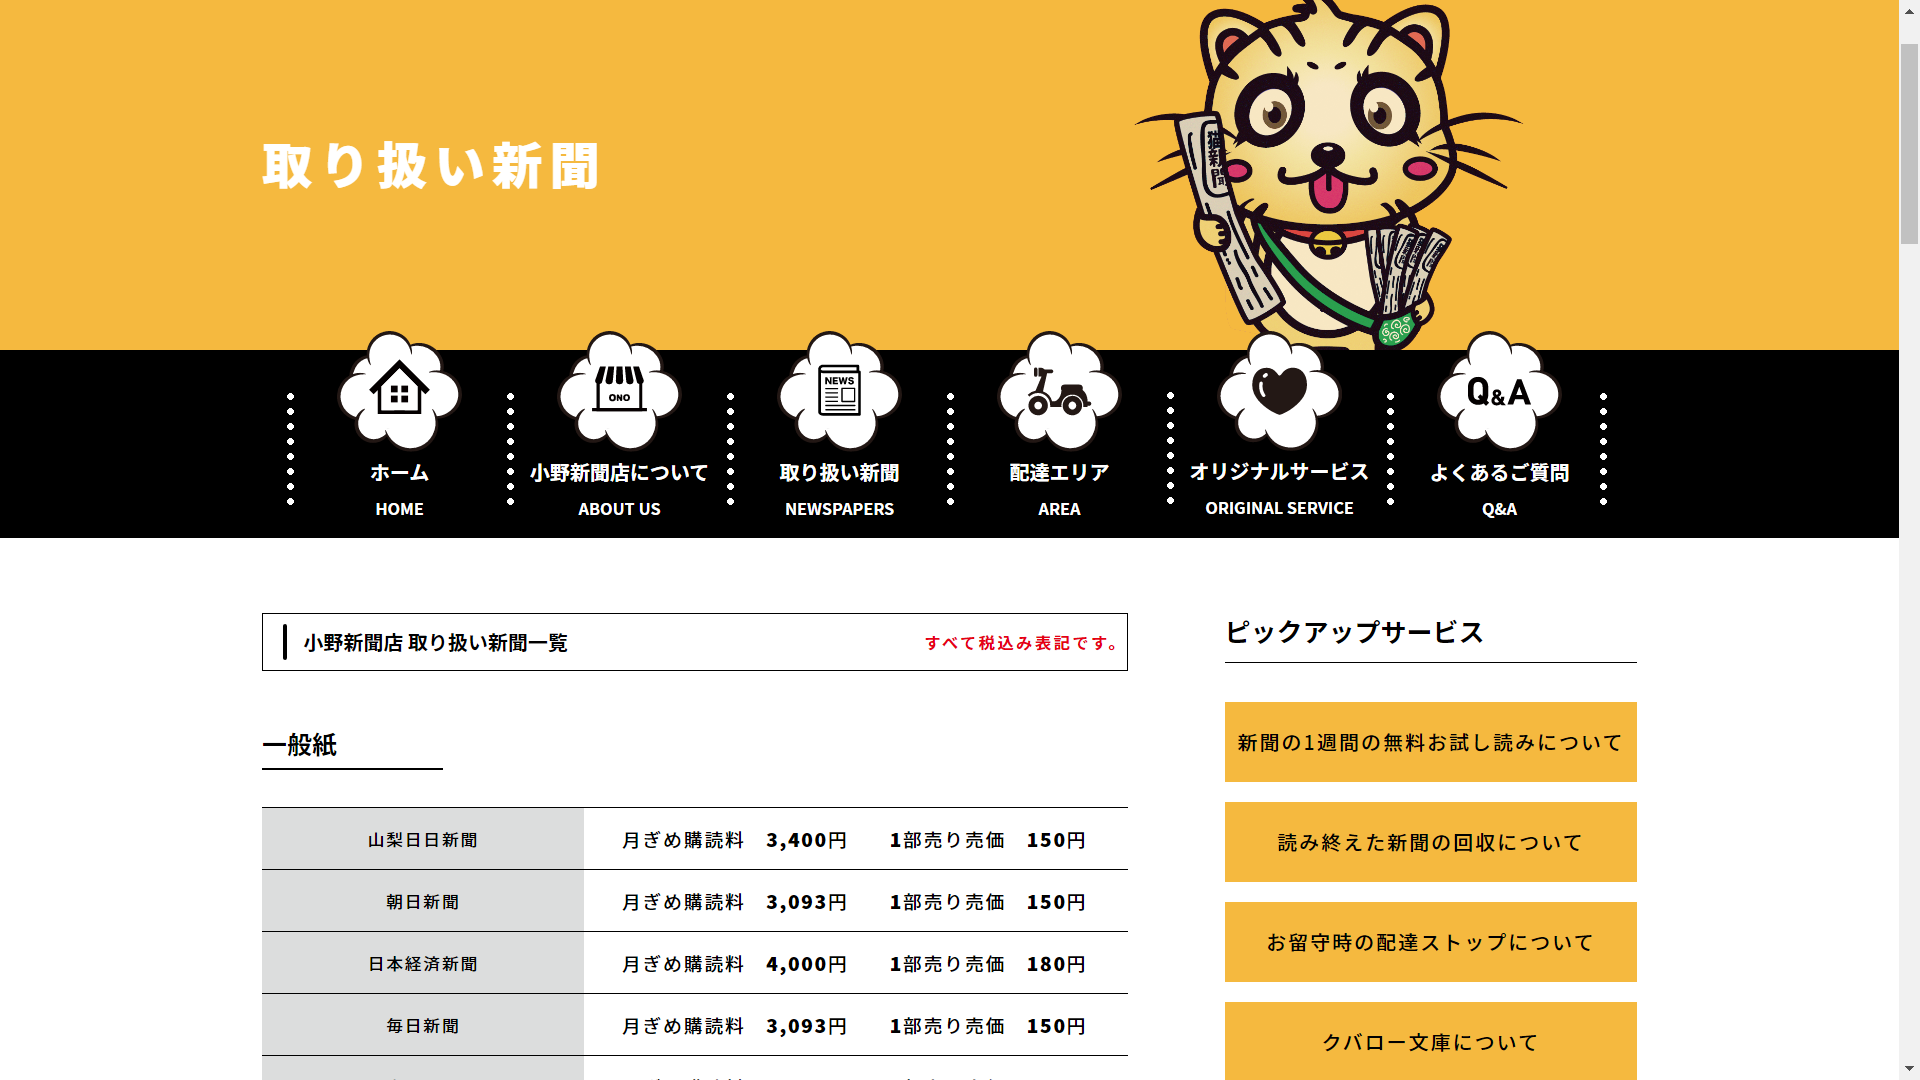 取り扱い新聞
猫新聞
NEWS
ONO
Q&A
ホーム
小野新聞店について
取り扱い新聞
配達エリア
オリジナルサービス
よくあるご質問
HOME
ABOUT US
NEWSPAPERS
AREA
ORIGINAL SERVICE
Q&A
小野新聞店 取り扱い新聞一覧
すべて税込み表記です。
一般紙
山梨日日新聞 月ぎめ購読料 3,400円 1部売り売価 150円
朝日新聞 月ぎめ購読料 3,093円 1部売り売価 150円
日本経済新聞 月ぎめ購読料 4,000円 1部売り売価 180円
毎日新聞 月ぎめ購読料 3,093円 1部売り売価 150円
ピックアップサービス
新聞の1週間の無料お試し読みについて
読み終えた新聞の回収について
お留守時の配達ストップについて
クバロー文庫について